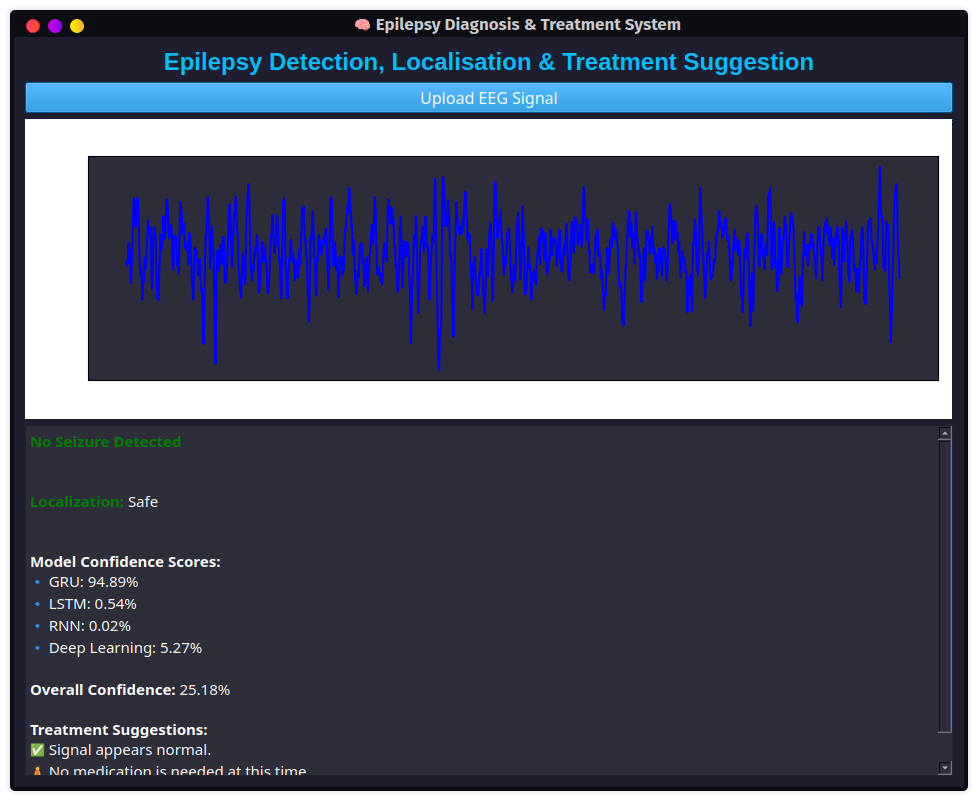 🧠 Epilepsy Diagnosis & Treatment System
Epilepsy Detection, Localisation & Treatment Suggestion
Upload EEG Signal
No Seizure Detected
Localization: Safe
Model Confidence Scores:
🔹 GRU: 94.89%
🔹 LSTM: 0.54%
🔹 RNN: 0.02%
🔹 Deep Learning: 5.27%
Overall Confidence: 25.18%
Treatment Suggestions:
✅ Signal appears normal.
No medication is needed at this time